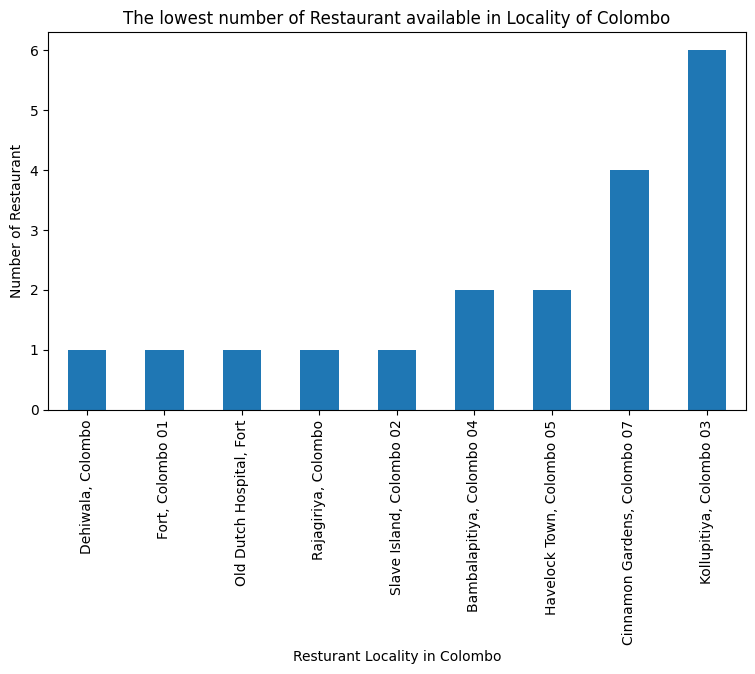 The lowest number of Restaurant available in Locality of Colombo
Number of Restaurant
6
5
4
3
2
1
0
Dehiwala, Colombo
Fort, Colombo 01
Old Dutch Hospital, Fort
Rajagiriya, Colombo
Slave Island, Colombo 02
Bambalapitiya, Colombo 04
Havelock Town, Colombo 05
Cinnamon Gardens, Colombo 07
Kollupitiya, Colombo 03
Resturant Locality in Colombo